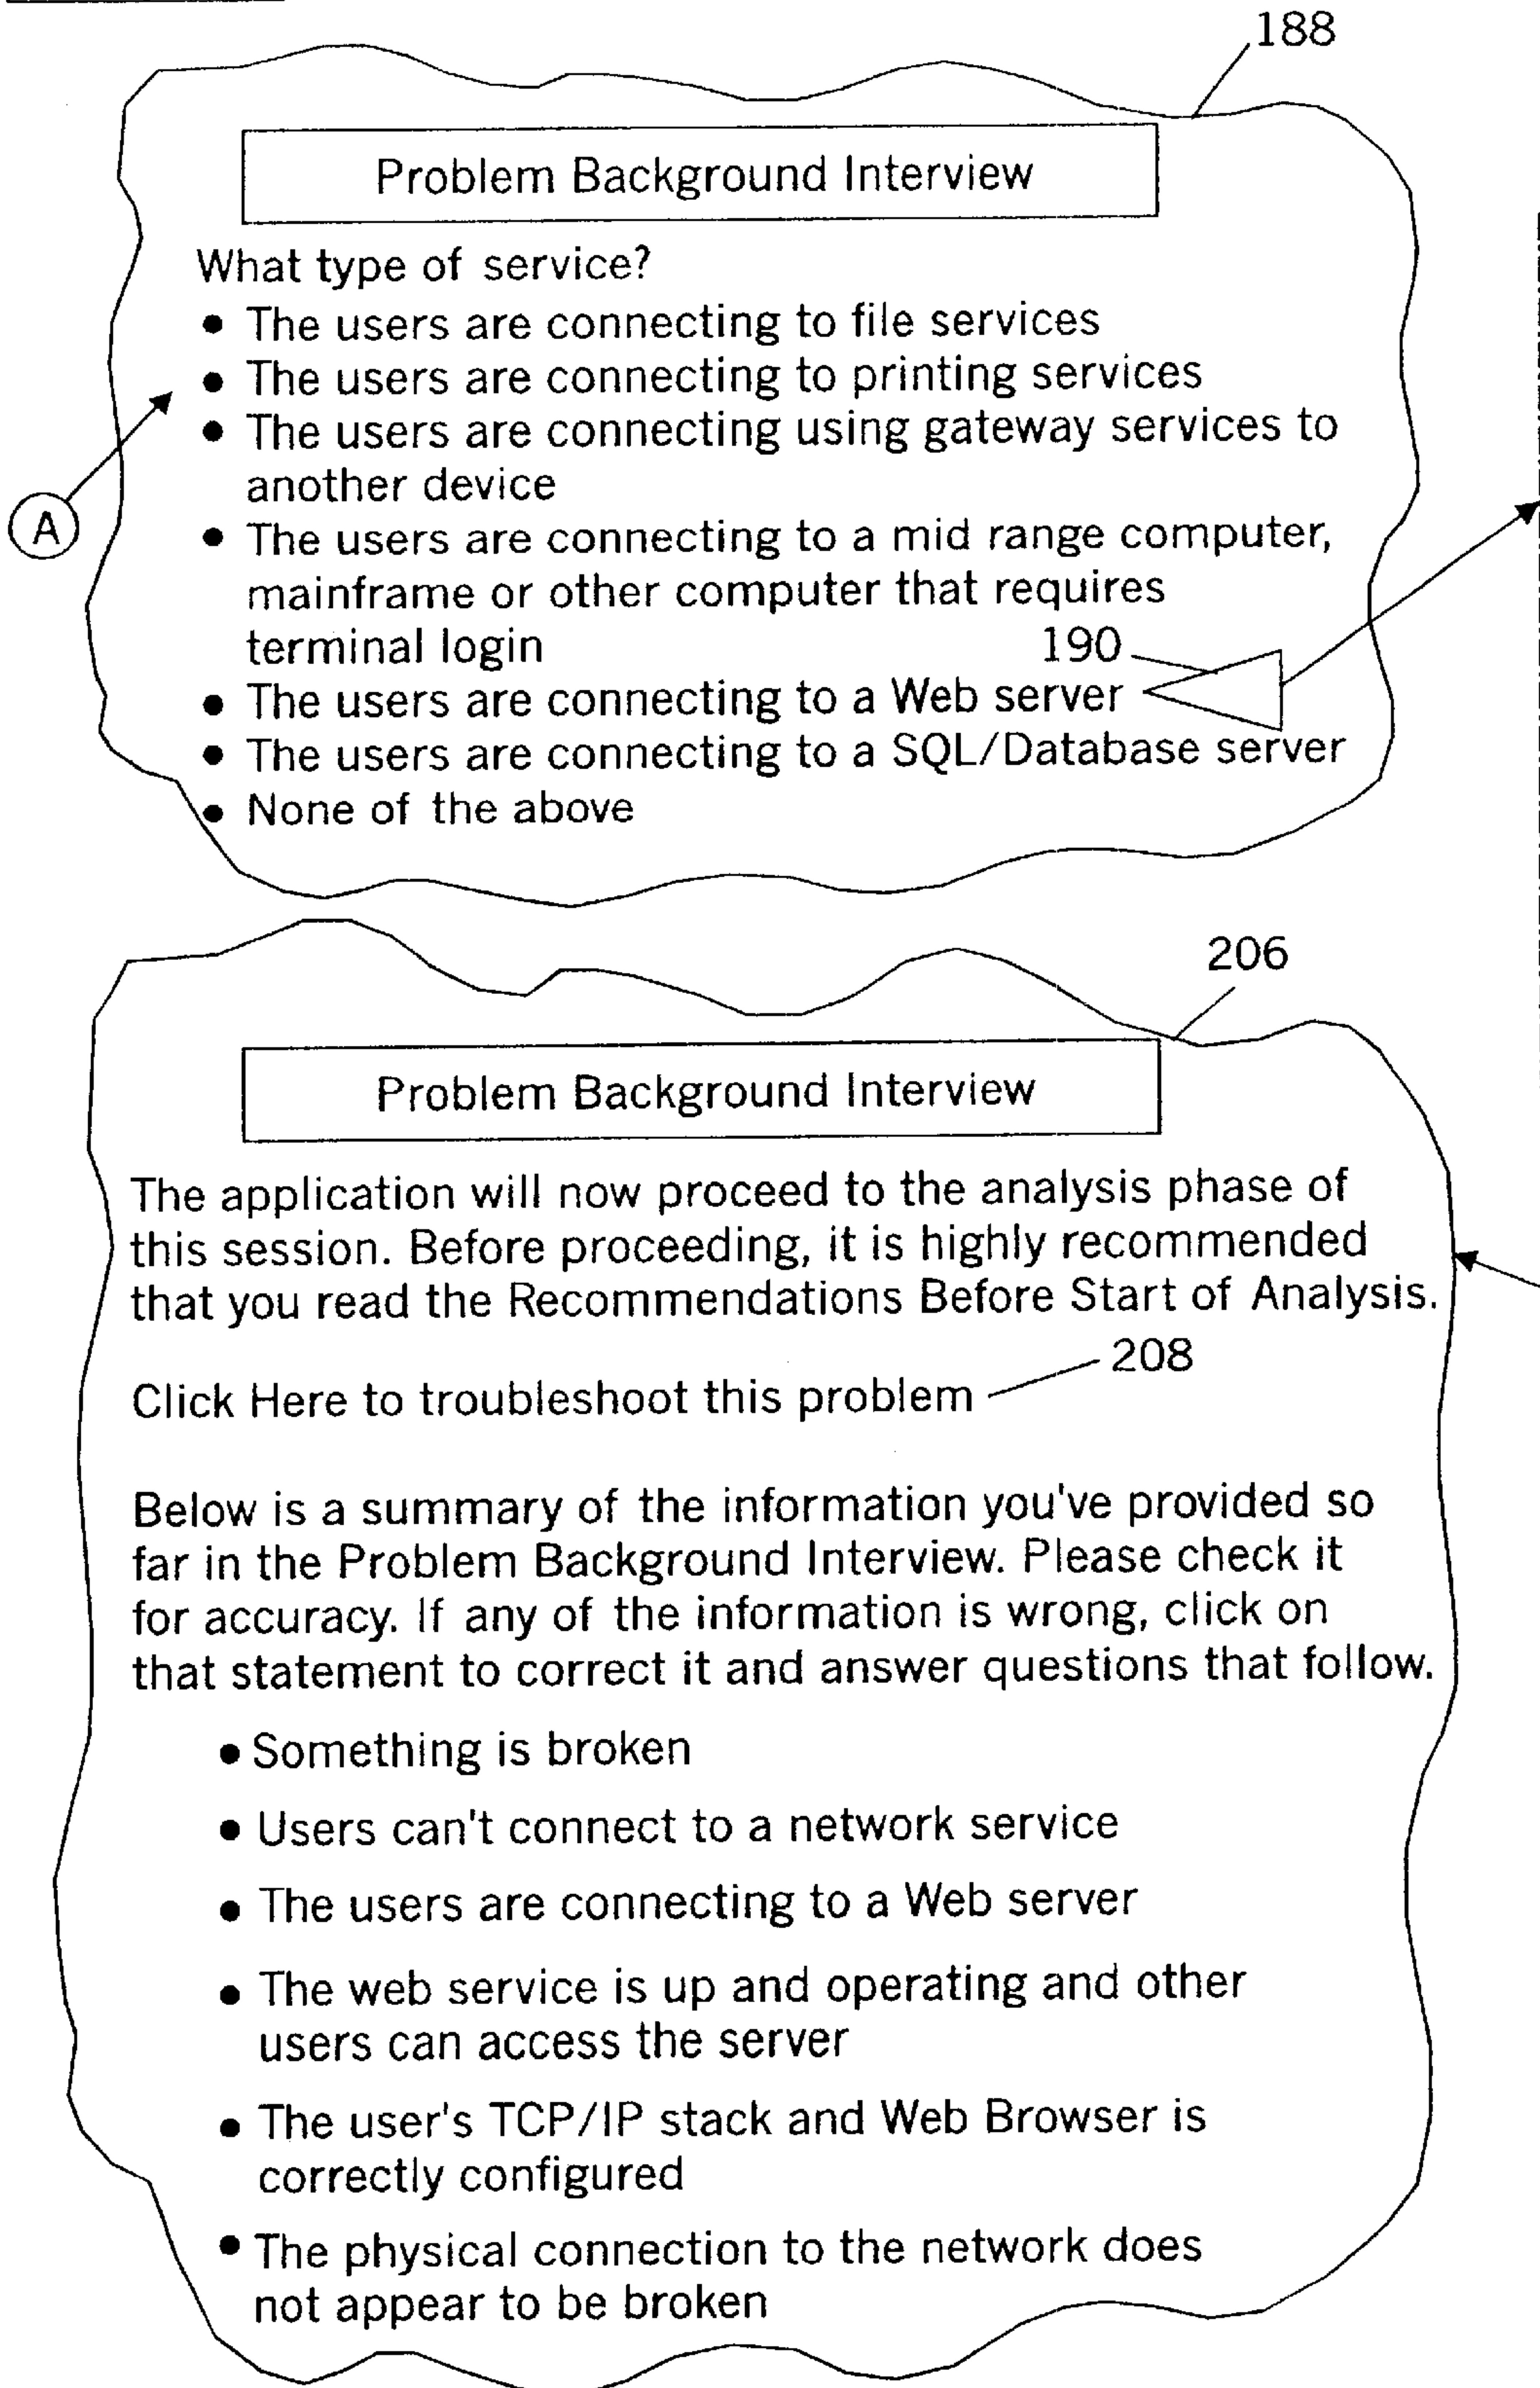 188
Problem Background Interview
What type of service?
• The users are connecting to file services
• The users are connecting to printing services
• The users are connecting using gateway services to
another device
A
• The users are connecting to a mid range computer,
mainframe or other computer that requires
terminal login
190
• The users are connecting to a Web server
• The users are connecting to a SQL/Database server
• None of the above
206
Problem Background Interview
The application will now proceed to the analysis phase of
this session. Before proceeding, it is highly recommended
that you read the Recommendations Before Start of Analysis.
208
Click Here to troubleshoot this problem
Below is a summary of the information you've provided so
far in the Problem Background Interview. Please check it
for accuracy. If any of the information is wrong, click on
that statement to correct it and answer questions that follow.
• Something is broken
• Users can't connect to a network service
• The users are connecting to a Web server
• The web service is up and operating and other
users can access the server
• The user's TCP/IP stack and Web Browser is
correctly configured
• The physical connection to the network does
not appear to be broken